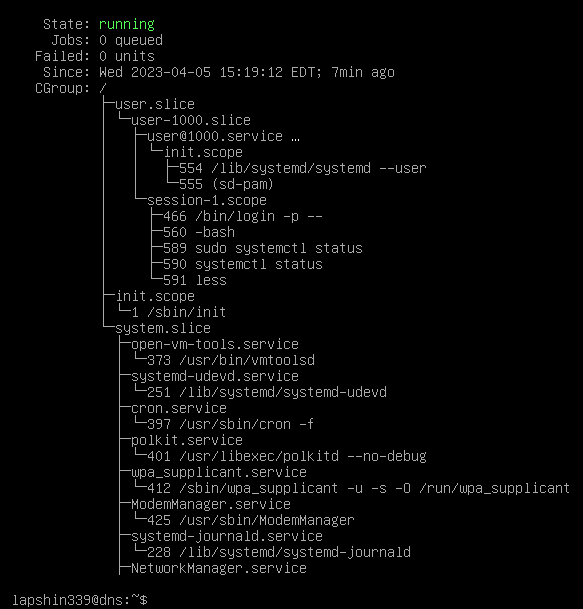 State: running
Jobs: 0 queued
Failed: 0 units
Since: Wed 2023-04-05 15:19:12 EDT; 7min ago
CGroup: /
├─user.slice
│ └─user-1000.slice
│   ├─user@1000.service …
│   │ └─init.scope
│   │   ├─554 /lib/systemd/systemd --user
│   │   └─555 (sd-pam)
│   └─session-1.scope
│     ├─466 /bin/login -p --
│     ├─560 -bash
│     ├─589 sudo systemctl status
│     ├─590 systemctl status
│     └─591 less
├─init.scope
│ └─1 /sbin/init
└─system.slice
  ├─open-vm-tools.service
  │ └─373 /usr/bin/vmtoolsd
  ├─systemd-udevd.service
  │ └─251 /lib/systemd/systemd-udevd
  ├─cron.service
  │ └─397 /usr/sbin/cron -f
  ├─polkit.service
  │ └─401 /usr/libexec/polkitd --no-debug
  ├─wpa_supplicant.service
  │ └─412 /sbin/wpa_supplicant -u -s -O /run/wpa_supplicant
  ├─ModemManager.service
  │ └─425 /usr/sbin/ModemManager
  ├─systemd-journald.service
  │ └─228 /lib/systemd/systemd-journald
  ├─NetworkManager.service
lapshin339@dns:~$